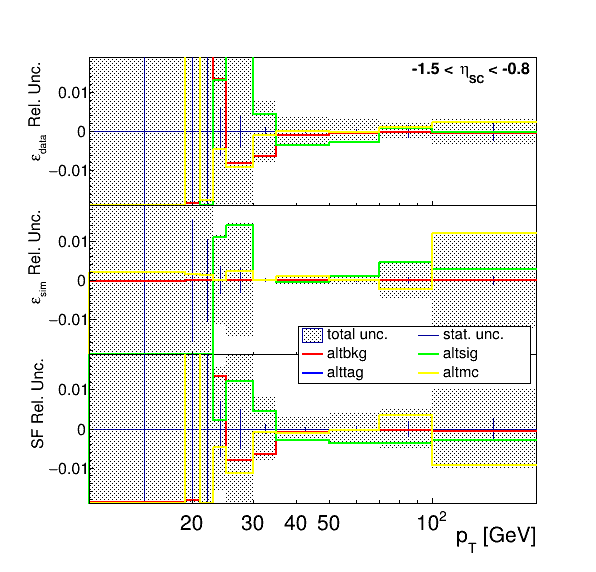 -1.5 < η_SC < -0.8
ε_data Rel. Unc.
0.01
0
−0.01
ε_sim Rel. Unc.
0.01
0
−0.01
total unc. stat. unc.
altbkg altsig
alttag altmc
SF Rel. Unc.
0.01
0
−0.01
20 30 40 50 10²
p_T [GeV]